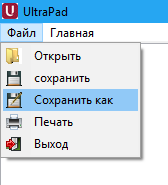 UltraPad
Файл Главная
Открыть
сохранить
Сохранить как
Печать
Выход